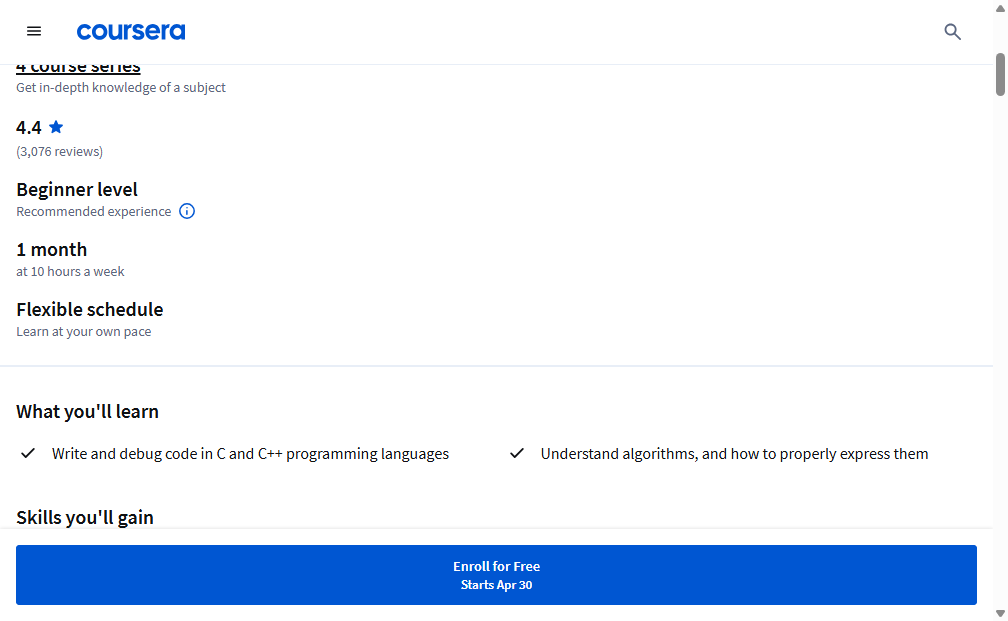 coursera
4 course series
Get in-depth knowledge of a subject
4.4
(3,076 reviews)
Beginner level
Recommended experience
1 month
at 10 hours a week
Flexible schedule
Learn at your own pace
What you'll learn
Write and debug code in C and C++ programming languages
Understand algorithms, and how to properly express them
Skills you'll gain
Enroll for Free
Starts Apr 30